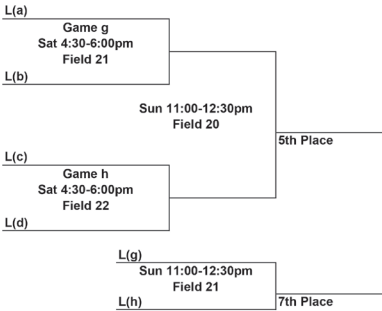 L(a)
Game g
Sat 4:30-6:00pm
Field 21
L(b)
Sun 11:00-12:30pm
Field 20
5th Place
L(c)
Game h
Sat 4:30-6:00pm
Field 22
L(d)
L(g)
Sun 11:00-12:30pm
Field 21
L(h)
7th Place